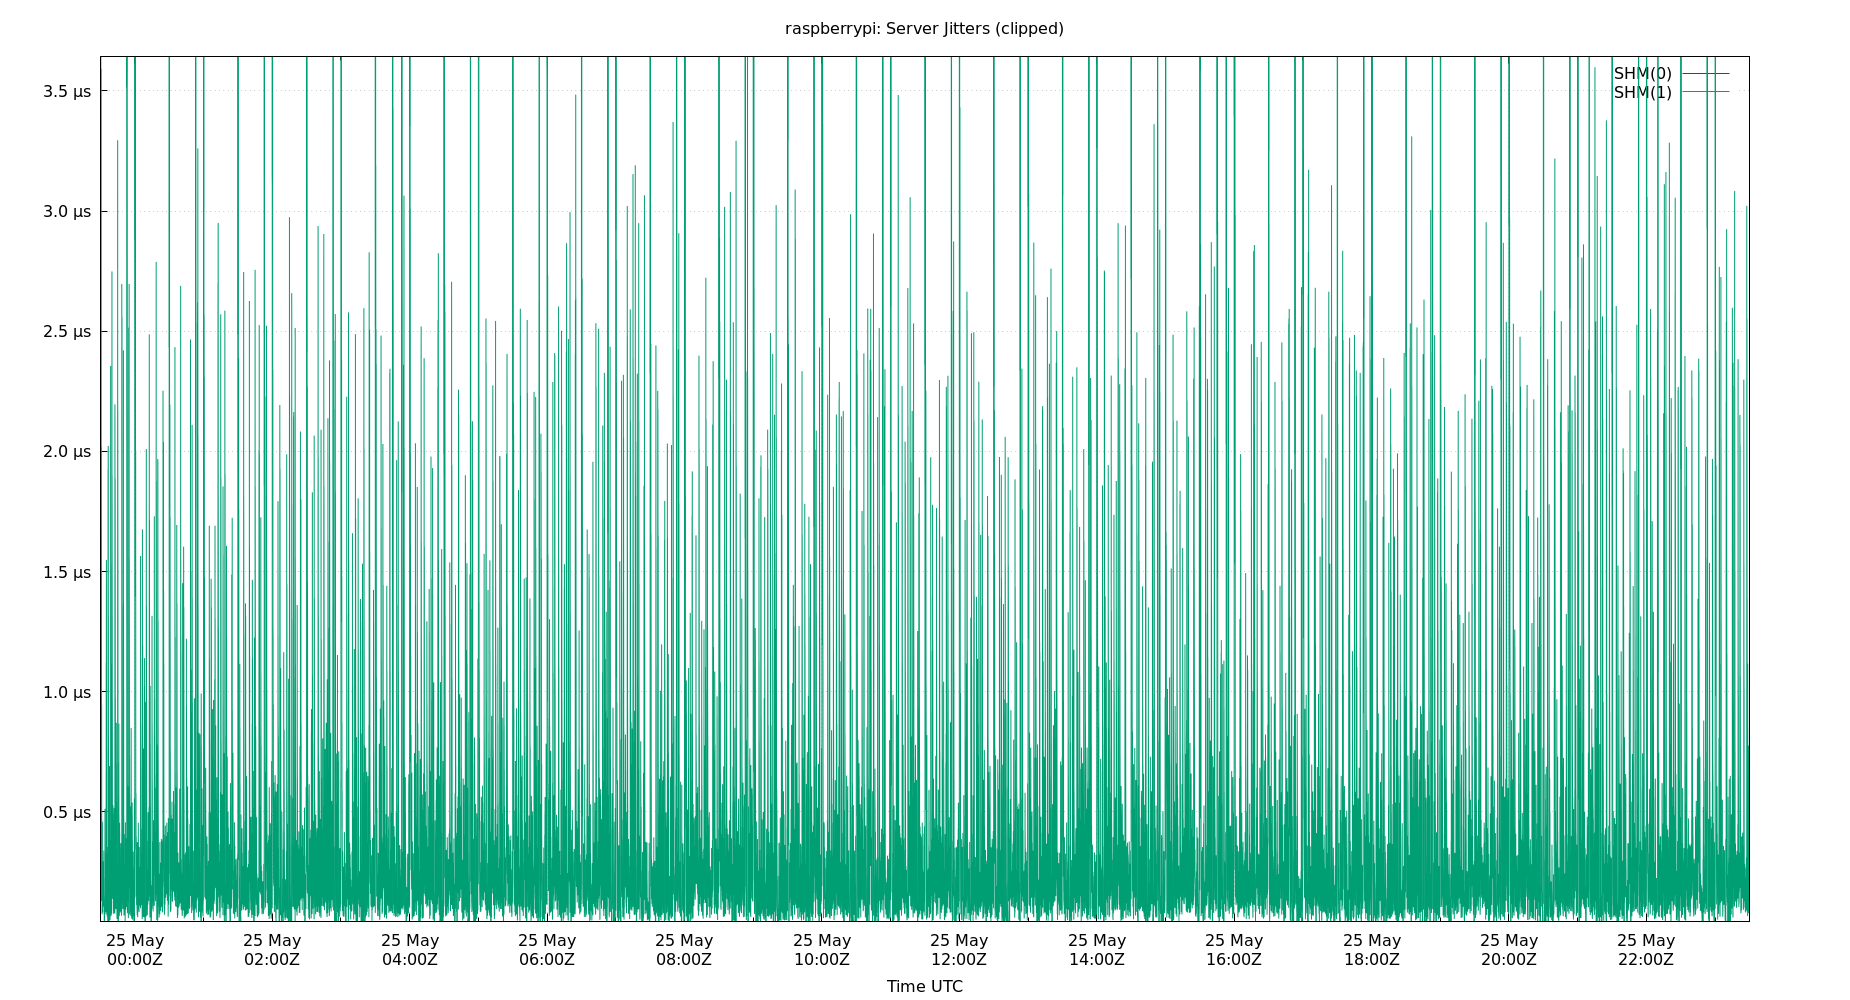 raspberrypi: Server Jitters (clipped)
SHM(0)
SHM(1)
3.5 µs
3.0 µs
2.5 µs
2.0 µs
1.5 µs
1.0 µs
0.5 µs
25 May 25 May 25 May 25 May 25 May 25 May 25 May 25 May 25 May 25 May 25 May 25 May
00:00Z 02:00Z 04:00Z 06:00Z 08:00Z 10:00Z 12:00Z 14:00Z 16:00Z 18:00Z 20:00Z 22:00Z
Time UTC